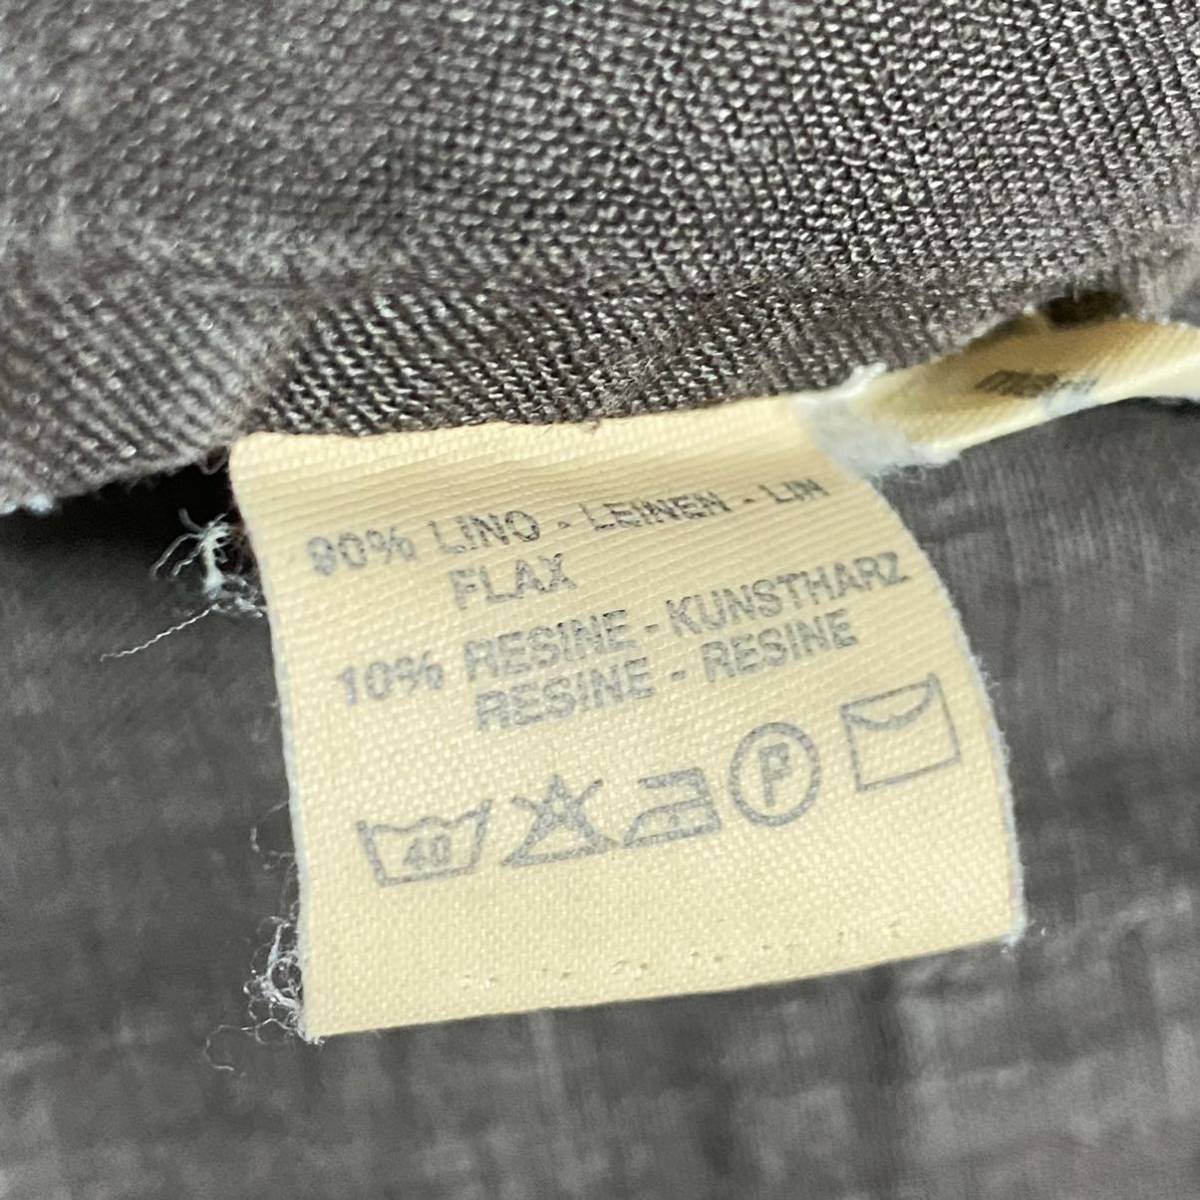 90% LINO - LEINEN - LIN
FLAX
10% RESINE - KUNSTHARZ
RESINE - RESINE
40
P